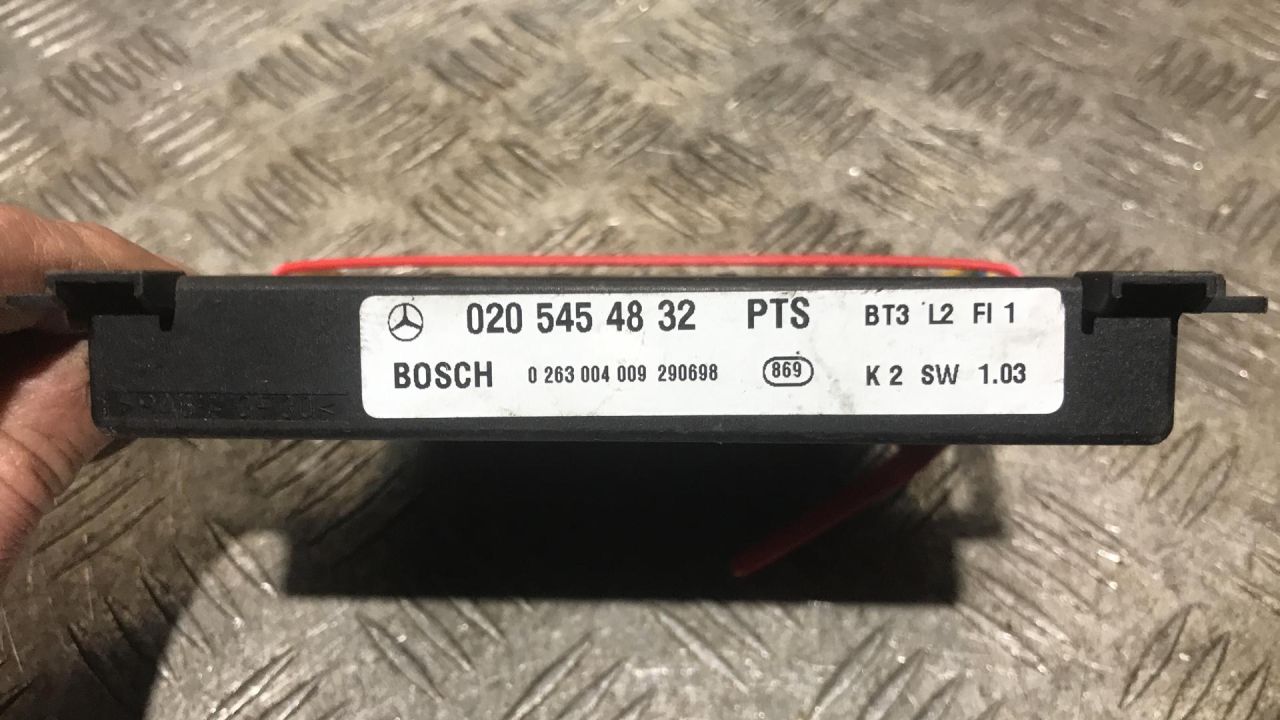 020 545 48 32 PTS BT3 L2 FI 1
BOSCH 0 263 004 009 290698 869 K 2 SW 1.03